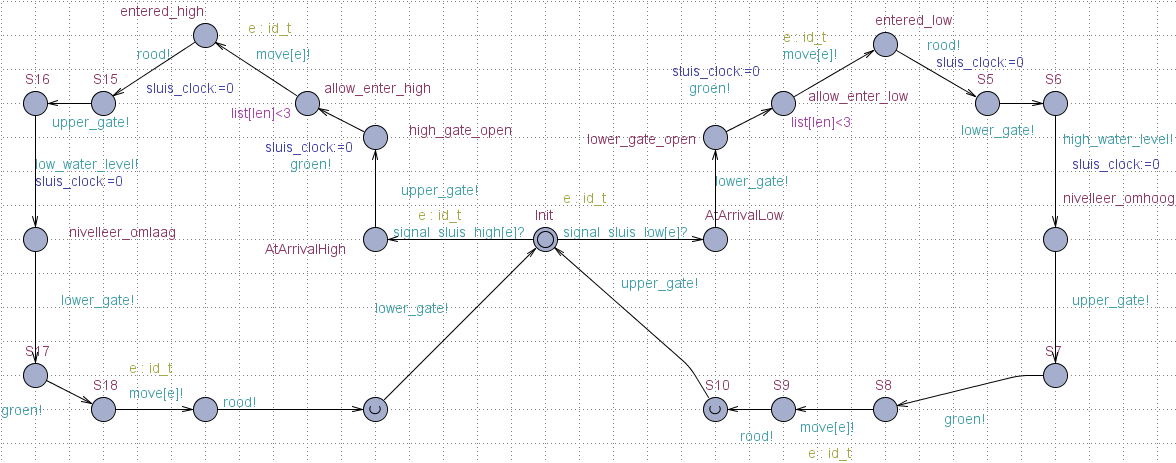 entered_high
e : id_t
rood!
move[e]!
S16
S15
sluis_clock:=0
allow_enter_high
list[len]<3
upper_gate!
high_gate_open
sluis_clock:=0
groen!
low_water_level!
sluis_clock:=0
upper_gate!
nivelleer_omlaag
AtArrivalHigh
e : id_t
signal_sluis_high[e]?
Init
e : id_t
signal_sluis_low[e]?
AtArrivalLow
lower_gate!
lower_gate_open
sluis_clock:=0
groen!
allow_enter_low
list[len]<3
e : id_t
move[e]!
entered_low
rood!
sluis_clock:=0
S5
S6
lower_gate!
high_water_level!
sluis_clock:=0
nivelleer_omhoog
upper_gate!
S7
groen!
S8
move[e]!
e : id_t
S9
rood!
S10
upper_gate!
lower_gate!
lower_gate!
S17
groen!
S18
e : id_t
move[e]!
rood!